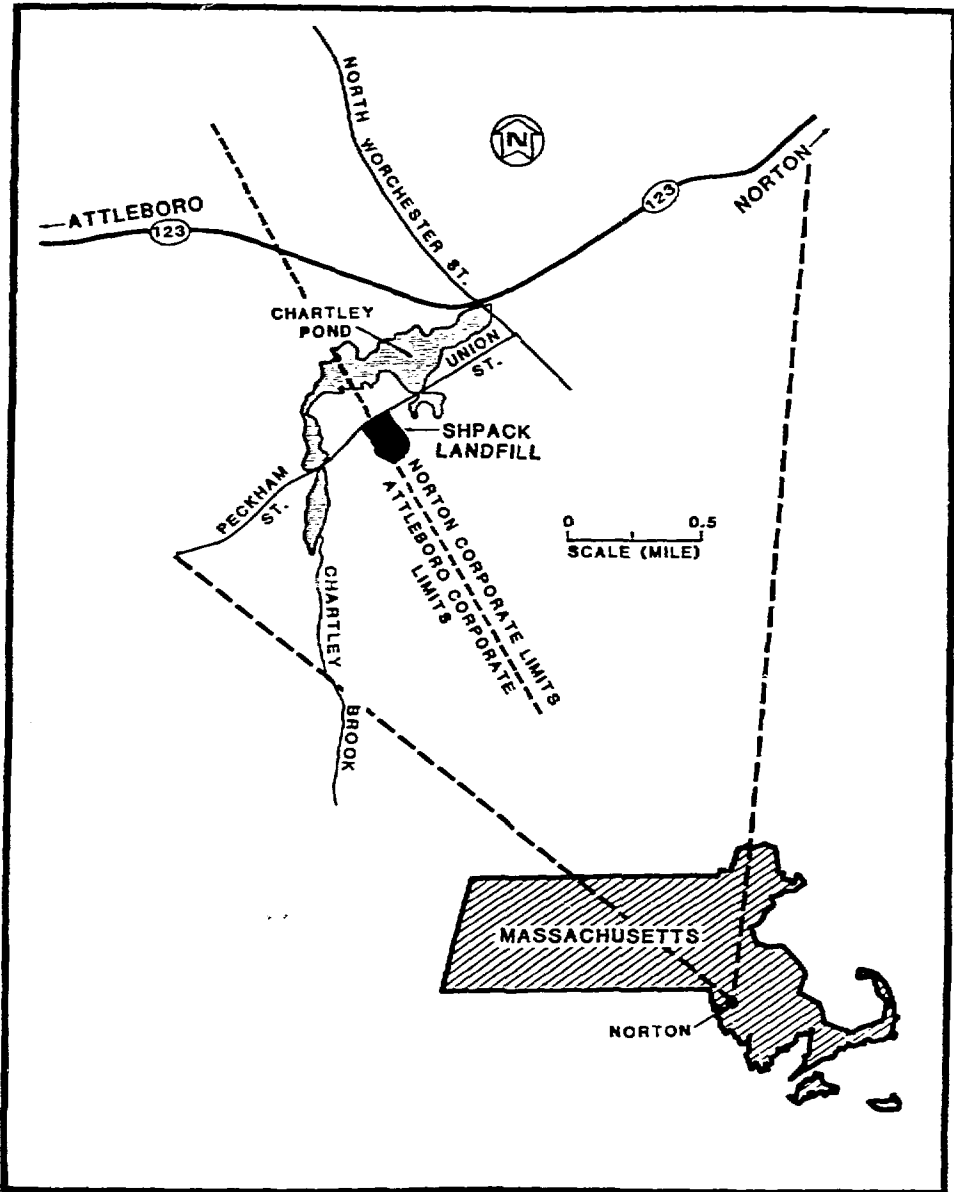 NORTH WORCHESTER ST.
N
ATTLEBORO
123
123
NORTON
CHARTLEY
POND
UNION
ST.
SHPACK
LANDFILL
PECKHAM
ST.
NORTON CORPORATE LIMITS
ATTLEBORO CORPORATE
LIMITS
0 0.5
SCALE (MILE)
CHARTLEY
BROOK
MASSACHUSETTS
NORTON